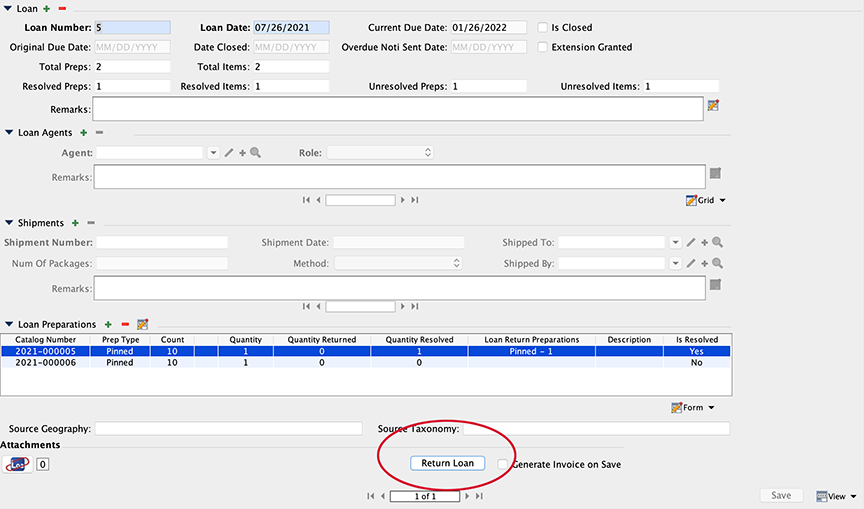 Loan
Loan Number: 5 Loan Date: 07/26/2021 Current Due Date: 01/26/2022 Is Closed
Original Due Date: MM/DD/YYYY Date Closed: MM/DD/YYYY Overdue Noti Sent Date: MM/DD/YYYY Extension Granted
Total Preps: 2 Total Items: 2
Resolved Preps: 1 Resolved Items: 1 Unresolved Preps: 1 Unresolved Items: 1
Remarks:
Loan Agents
Agent: Role:
Remarks:
Grid
Shipments
Shipment Number: Shipment Date: Shipped To:
Num Of Packages: Method: Shipped By:
Remarks:
Loan Preparations
Catalog Number Prep Type Count Quantity Quantity Returned Quantity Resolved Loan Return Preparations Description Is Resolved
2021-000005 Pinned 10 1 0 1 Pinned - 1 Yes
2021-000006 Pinned 10 1 0 0 No
Form
Source Geography: Source Taxonomy:
Attachments
0 Return Loan Generate Invoice on Save
1 of 1 Save View